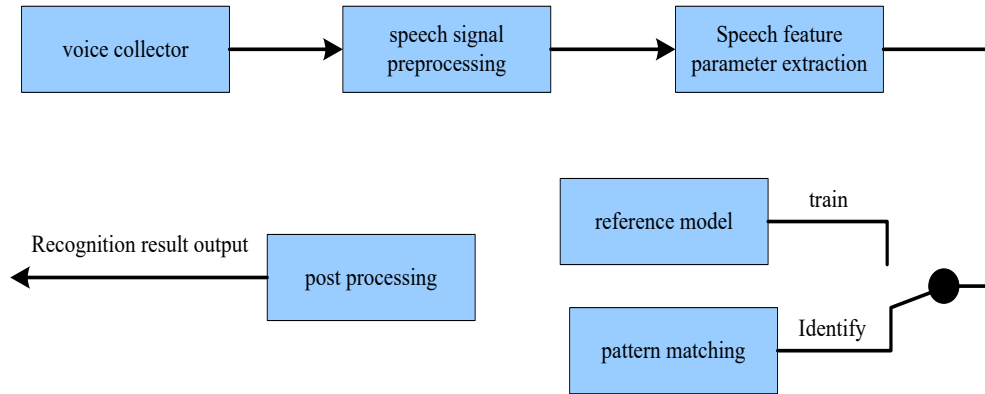 voice collector
speech signal
preprocessing
Speech feature
parameter extraction
reference model
train
Recognition result output
post processing
Identify
pattern matching